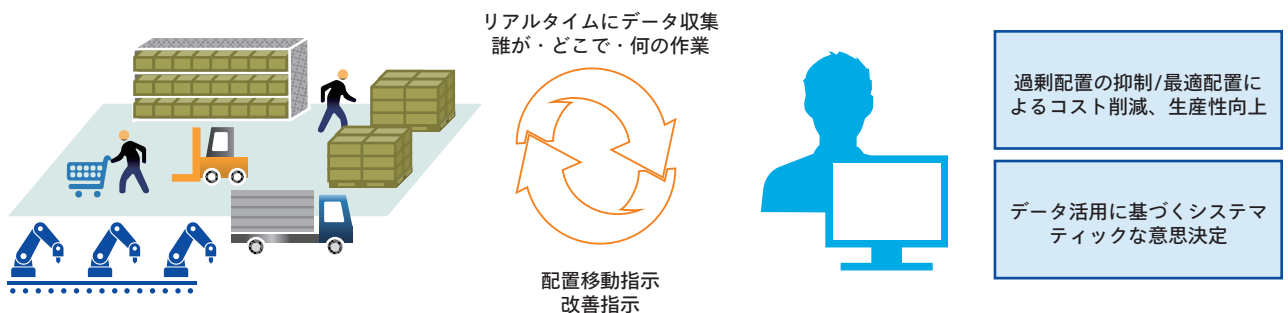 リアルタイムにデータ収集
誰が・どこで・何の作業
配置移動指示
改善指示
過剰配置の抑制/最適配置に
よるコスト削減、生産性向上
データ活用に基づくシステマ
ティックな意思決定